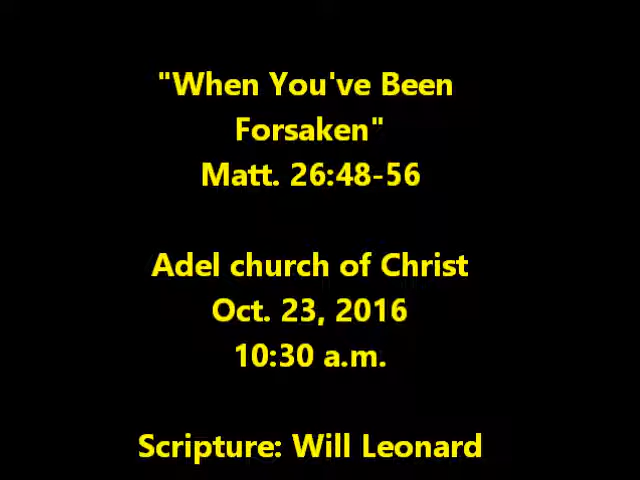 "When You've Been
Forsaken"
Matt. 26:48-56
Adel church of Christ
Oct. 23, 2016
10:30 a.m.
Scripture: Will Leonard